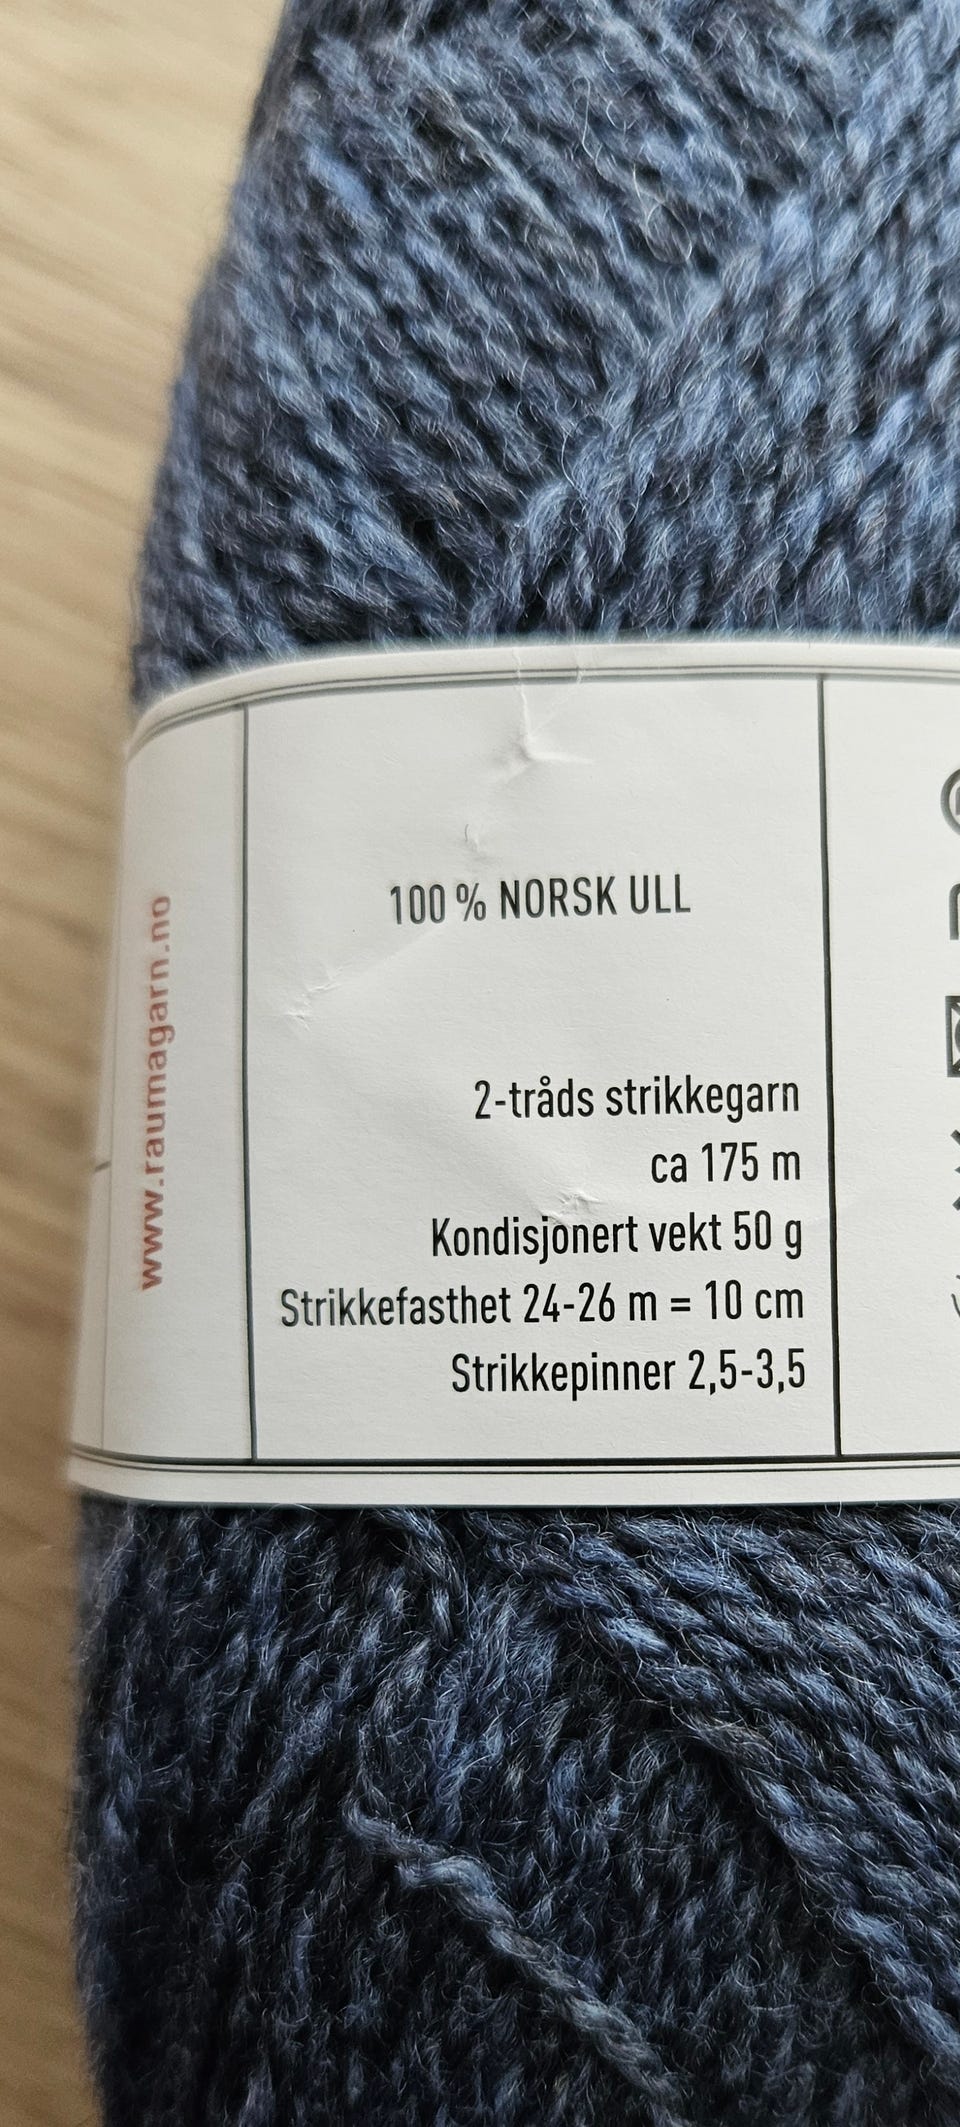 www.raumagarn.no
100 % NORSK ULL
2-tråds strikkegarn
ca 175 m
Kondisjonert vekt 50 g
Strikkefasthet 24-26 m = 10 cm
Strikkepinner 2,5-3,5